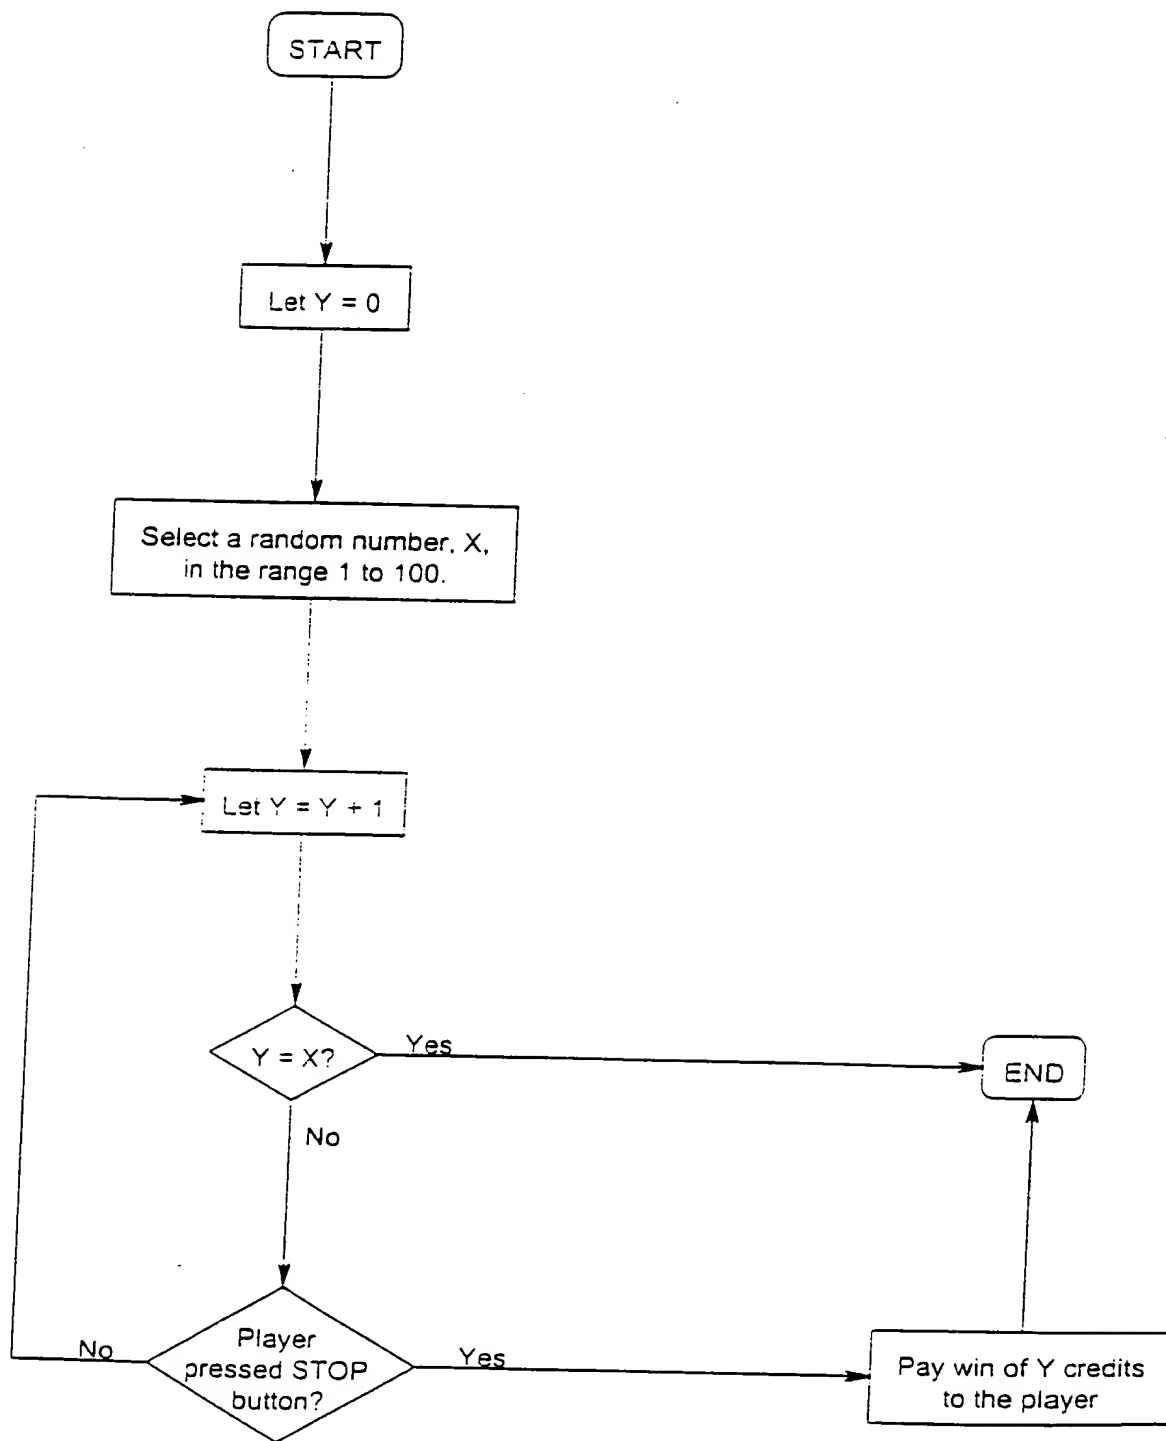 START
Let Y = 0
Select a random number, X,
in the range 1 to 100.
Let Y = Y + 1
Y = X?
Yes
END
No
Player
pressed STOP
button?
No
Yes
Pay win of Y credits
to the player